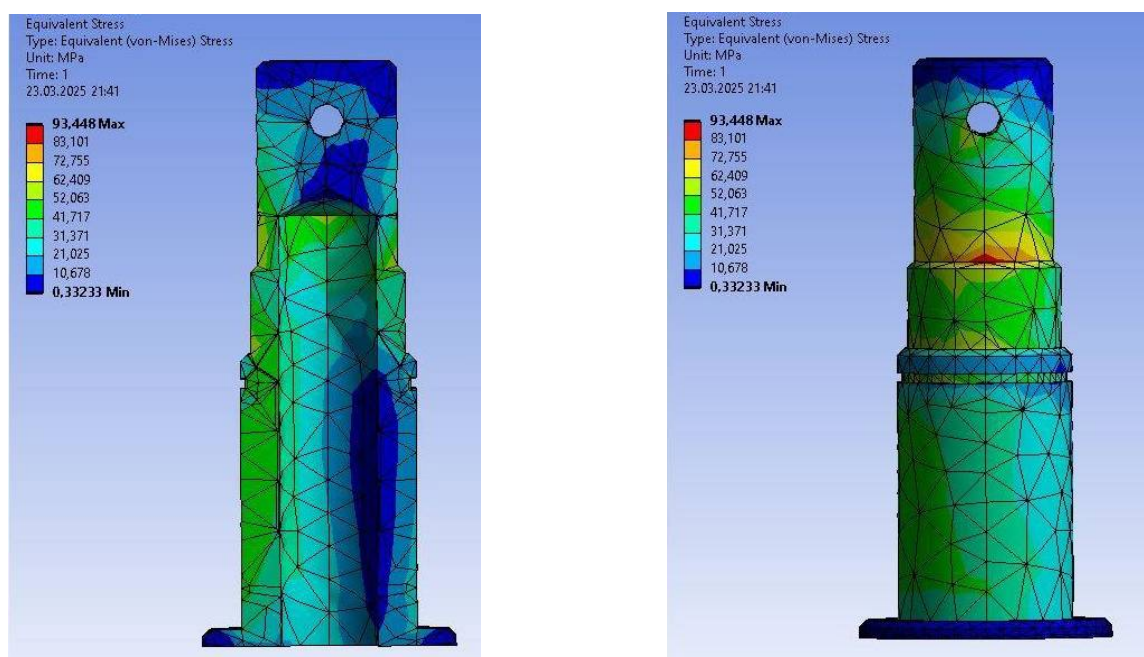 Equivalent Stress
Type: Equivalent (von-Mises) Stress
Unit: MPa
Time: 1
23.03.2025 21:41
93,448 Max
83,101
72,755
62,409
52,063
41,717
31,371
21,025
10,678
0,33233 Min
Equivalent Stress
Type: Equivalent (von-Mises) Stress
Unit: MPa
Time: 1
23.03.2025 21:41
93,448 Max
83,101
72,755
62,409
52,063
41,717
31,371
21,025
10,678
0,33233 Min